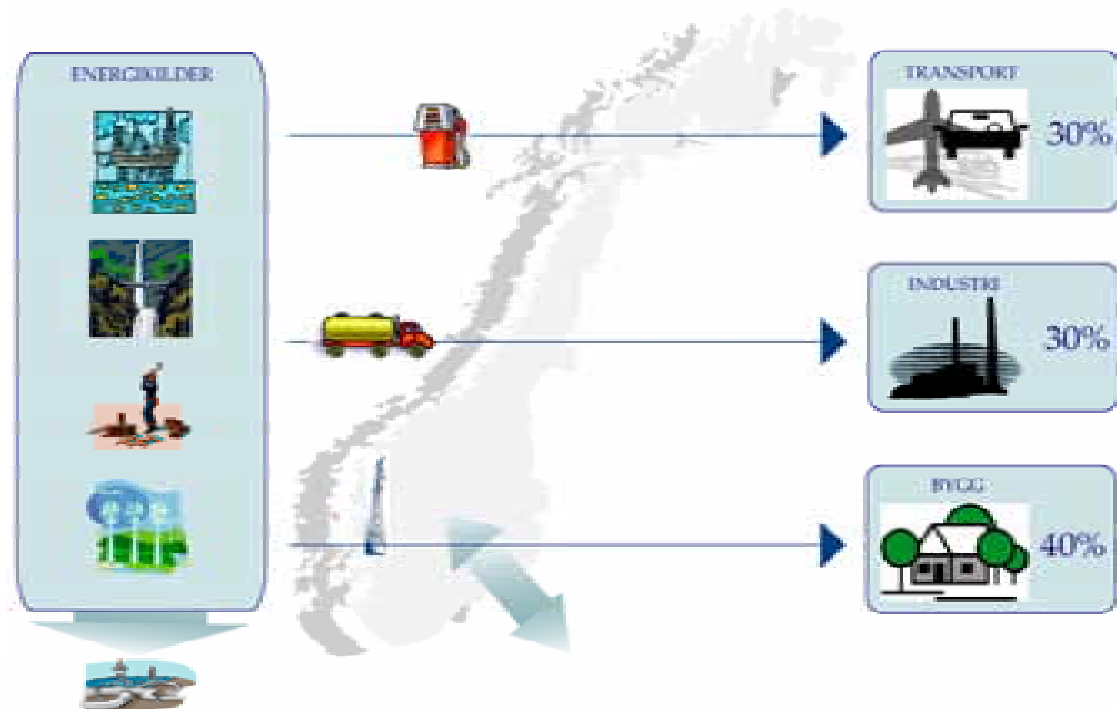 ENERGIKILDER
TRANSPORT
30%
INDUSTRI
30%
BYGG
40%